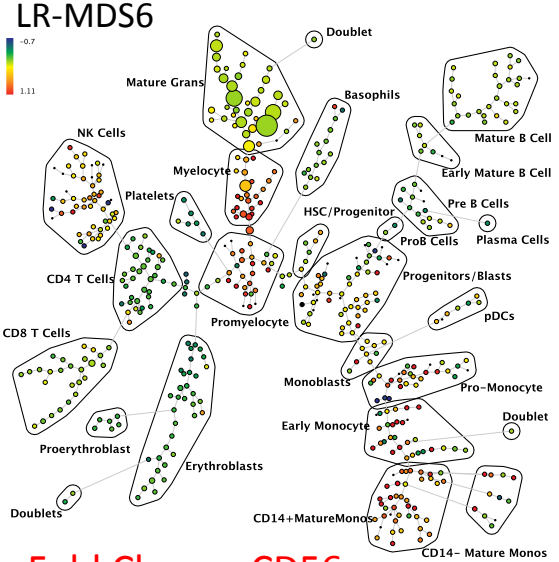 LR-MDS6
-0.7
1.11
Doublet
Mature Grans
Basophils
NK Cells
Mature B Cell
Myelocyte
Early Mature B Cell
Platelets
Pre B Cells
HSC/Progenitor
ProB Cells
Plasma Cells
CD4 T Cells
Progenitors/Blasts
Promyelocyte
pDCs
CD8 T Cells
Monoblasts
Pro-Monocyte
Early Monocyte
Doublet
Proerythroblast
Erythroblasts
Doublets
CD14+MatureMonos
CD14- Mature Monos